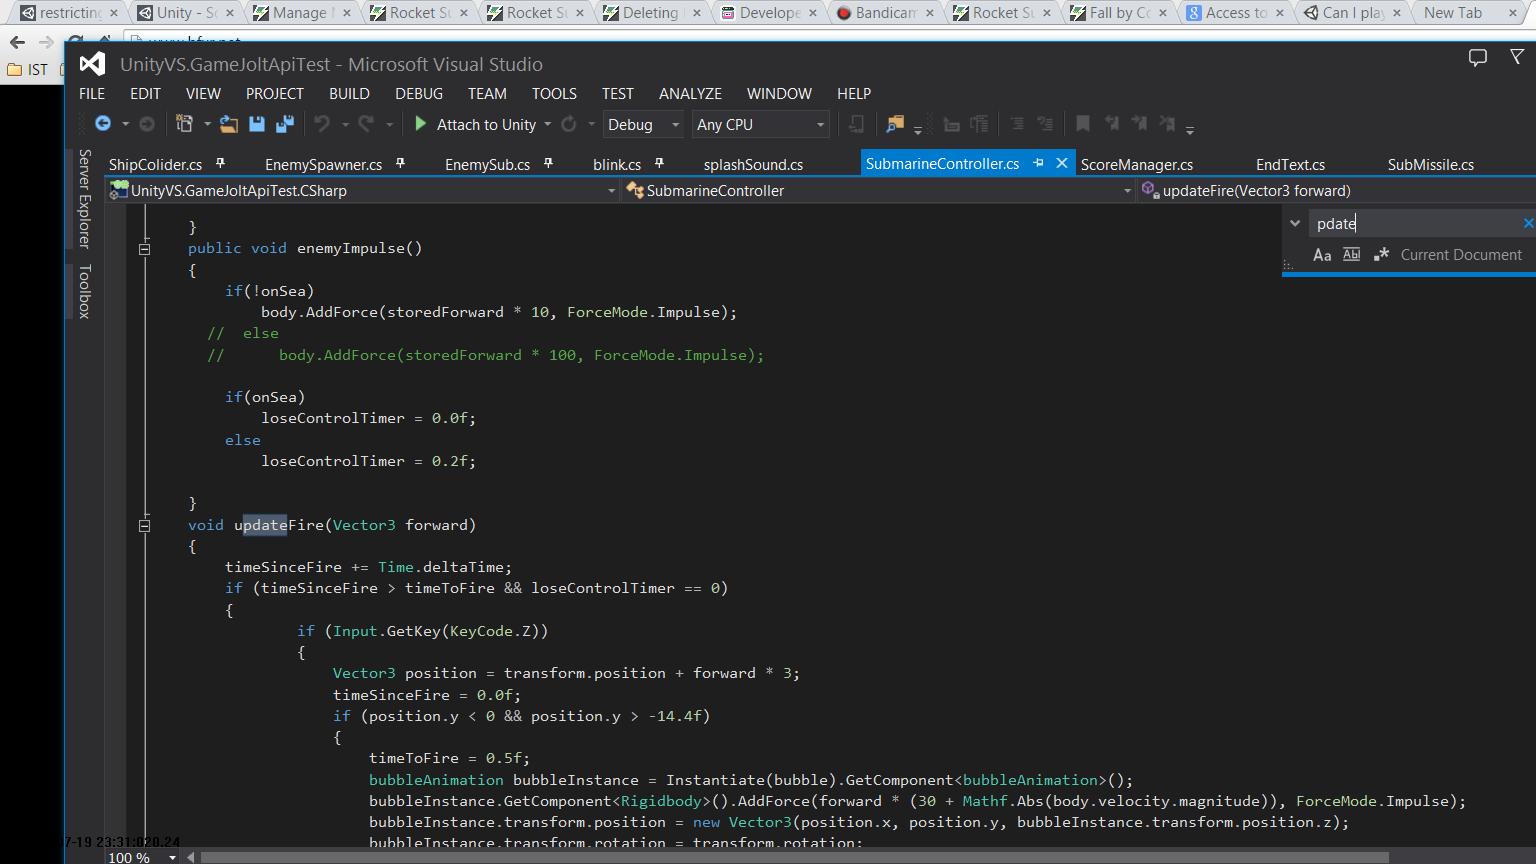 restricting
Unity - Sc
Manage
Rocket Su
Rocket Su
Deleting
Develope
Bandicam
Rocket Su
Fall by Co
Access to
Can I play
New Tab
IST
UnityVS.GameJoltApiTest - Microsoft Visual Studio
FILE EDIT VIEW PROJECT BUILD DEBUG TEAM TOOLS TEST ANALYZE WINDOW HELP
Attach to Unity Debug Any CPU
Server Explorer
Toolbox
ShipColider.cs EnemySpawner.cs EnemySub.cs blink.cs splashSound.cs SubmarineController.cs ScoreManager.cs EndText.cs SubMissile.cs
UnityVS.GameJoltApiTest.CSharp SubmarineController updateFire(Vector3 forward)
pdate
Aa Abl .* Current Document
}
public void enemyImpulse()
{
if(!onSea)
body.AddForce(storedForward * 10, ForceMode.Impulse);
// else
// body.AddForce(storedForward * 100, ForceMode.Impulse);
if(onSea)
loseControlTimer = 0.0f;
else
loseControlTimer = 0.2f;
}
void updateFire(Vector3 forward)
{
timeSinceFire += Time.deltaTime;
if (timeSinceFire > timeToFire && loseControlTimer == 0)
{
if (Input.GetKey(KeyCode.Z))
{
Vector3 position = transform.position + forward * 3;
timeSinceFire = 0.0f;
if (position.y < 0 && position.y > -14.4f)
{
timeToFire = 0.5f;
bubbleAnimation bubbleInstance = Instantiate(bubble).GetComponent<bubbleAnimation>();
bubbleInstance.GetComponent<Rigidbody>().AddForce(forward * (30 + Mathf.Abs(body.velocity.magnitude)), ForceMode.Impulse);
bubbleInstance.transform.position = new Vector3(position.x, position.y, bubbleInstance.transform.position.z);
bubbleInstance.transform.rotation = transform.rotation;
7-19 23:31:020.24
100 %